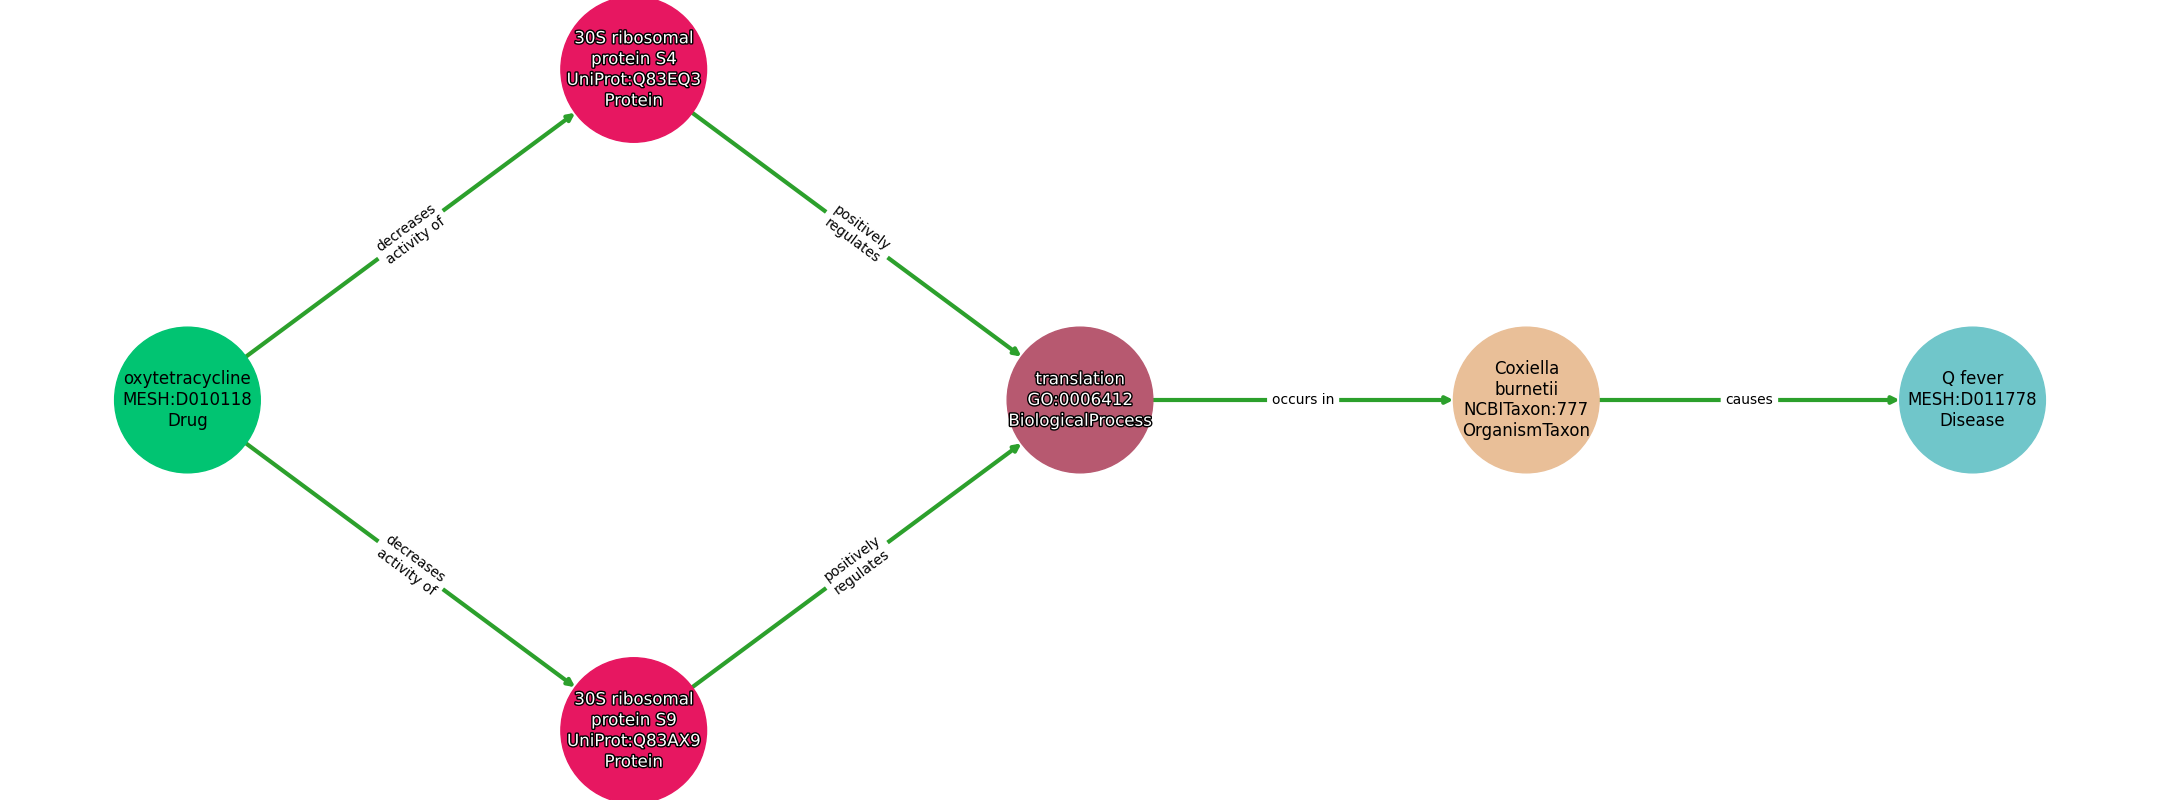 30S ribosomal
protein S4
UniProt:Q83EQ3
Protein
decreases
activity of
positively
regulates
oxytetracycline
MESH:D010118
Drug
translation
GO:0006412
BiologicalProcess
occurs in
Coxiella
burnetii
NCBITaxon:777
OrganismTaxon
causes
Q fever
MESH:D011778
Disease
decreases
activity of
positively
regulates
30S ribosomal
protein S9
UniProt:Q83AX9
Protein